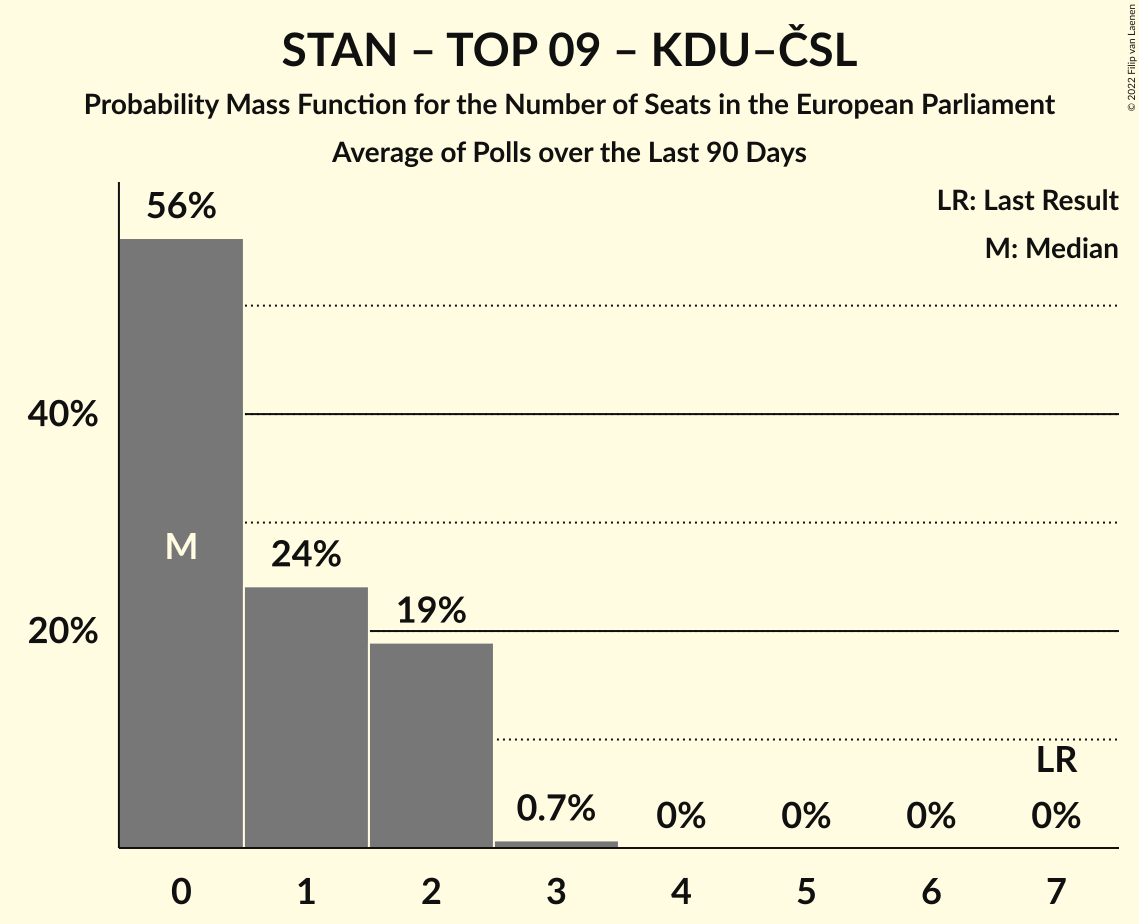 STAN – TOP 09 – KDU–ČSL
Probability Mass Function for the Number of Seats in the European Parliament
Average of Polls over the Last 90 Days
© 2022 Filip van Laenen
LR: Last Result
M: Median
56%
40%
M
24%
19%
20%
LR
0.7%
0%
0%
0%
0%
0 1 2 3 4 5 6 7